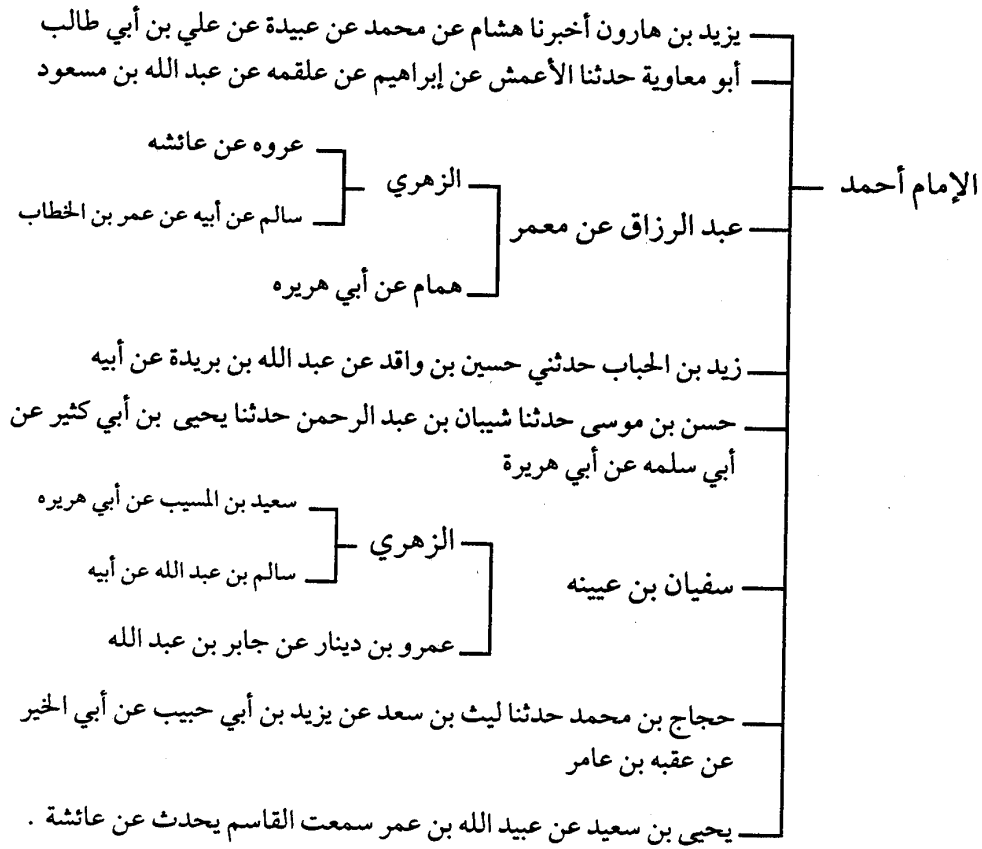 يزيد بن هارون أخبرنا هشام عن محمد عن عبيدة عن علي بن أبي طالب
أبو معاوية حدثنا الأعمش عن إبراهيم عن علقمه عن عبد الله بن مسعود
عروه عن عائشه
الزهري
الإمام أحمد
سالم عن أبيه عن عمر بن الخطاب
عبد الرزاق عن معمر
همام عن أبي هريره
زيد بن الحباب حدثني حسين بن واقد عن عبد الله بن بريدة عن أبيه
حسن بن موسى حدثنا شيبان بن عبد الرحمن حدثنا يحيى بن أبي كثير عن
أبي سلمه عن أبي هريرة
سعيد بن المسيب عن أبي هريره
الزهري
سالم بن عبد الله عن أبيه
سفيان بن عيينه
عمرو بن دينار عن جابر بن عبد الله
حجاج بن محمد حدثنا ليث بن سعد عن يزيد بن أبي حبيب عن أبي الخير
عن عقبه بن عامر
يحيى بن سعيد عن عبيد الله بن عمر سمعت القاسم يحدث عن عائشة .